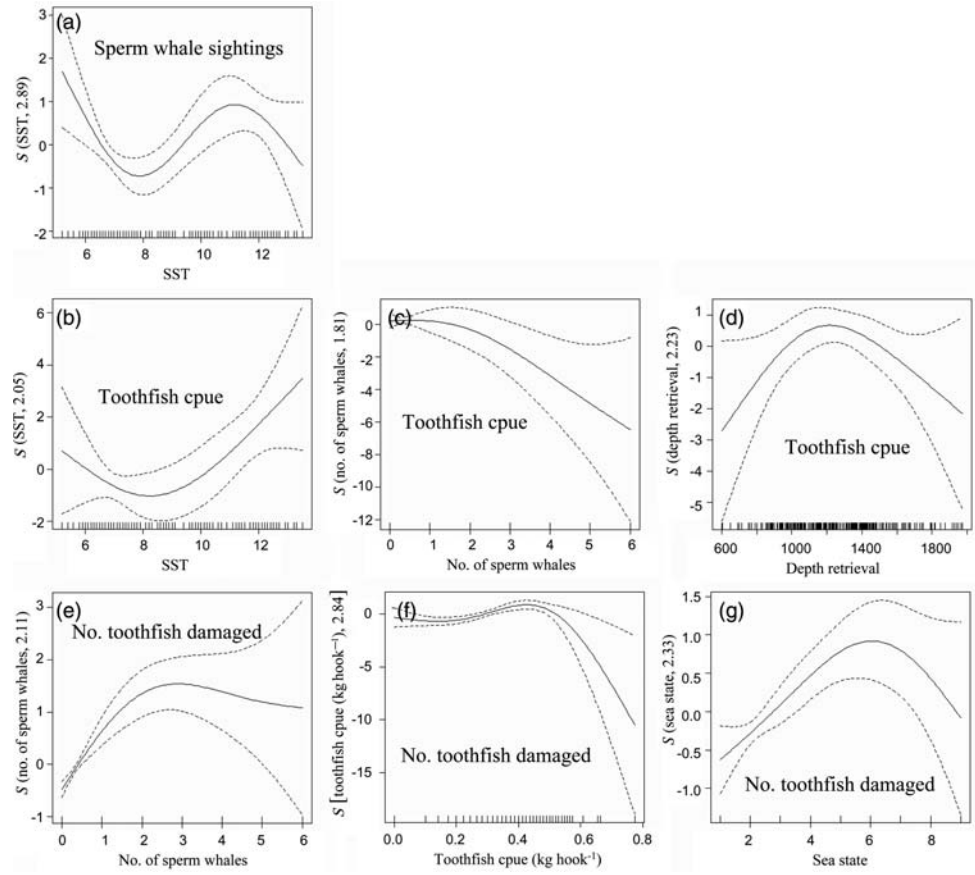 (a)
Sperm whale sightings
S (SST, 2.89)
3
2
1
0
-1
-2
6 8 10 12
SST
(b)
Toothfish cpue
S (SST, 2.05)
6
4
2
0
-2
6 8 10 12
SST
(c)
Toothfish cpue
S (no. of sperm whales, 1.81)
0
-2
-4
-6
-8
-10
-12
0 1 2 3 4 5 6
No. of sperm whales
(d)
Toothfish cpue
S (depth retrieval, 2.23)
1
0
-1
-2
-3
-4
-5
600 1000 1400 1800
Depth retrieval
(e)
No. toothfish damaged
S (no. of sperm whales, 2.11)
3
2
1
0
-1
0 1 2 3 4 5 6
No. of sperm whales
(f)
No. toothfish damaged
S [toothfish cpue (kg hook⁻¹), 2.84]
0
-5
-10
-15
0.0 0.2 0.4 0.6 0.8
Toothfish cpue (kg hook⁻¹)
(g)
No. toothfish damaged
S (sea state, 2.33)
1.5
1.0
0.5
0.0
-0.5
-1.0
2 4 6 8
Sea state